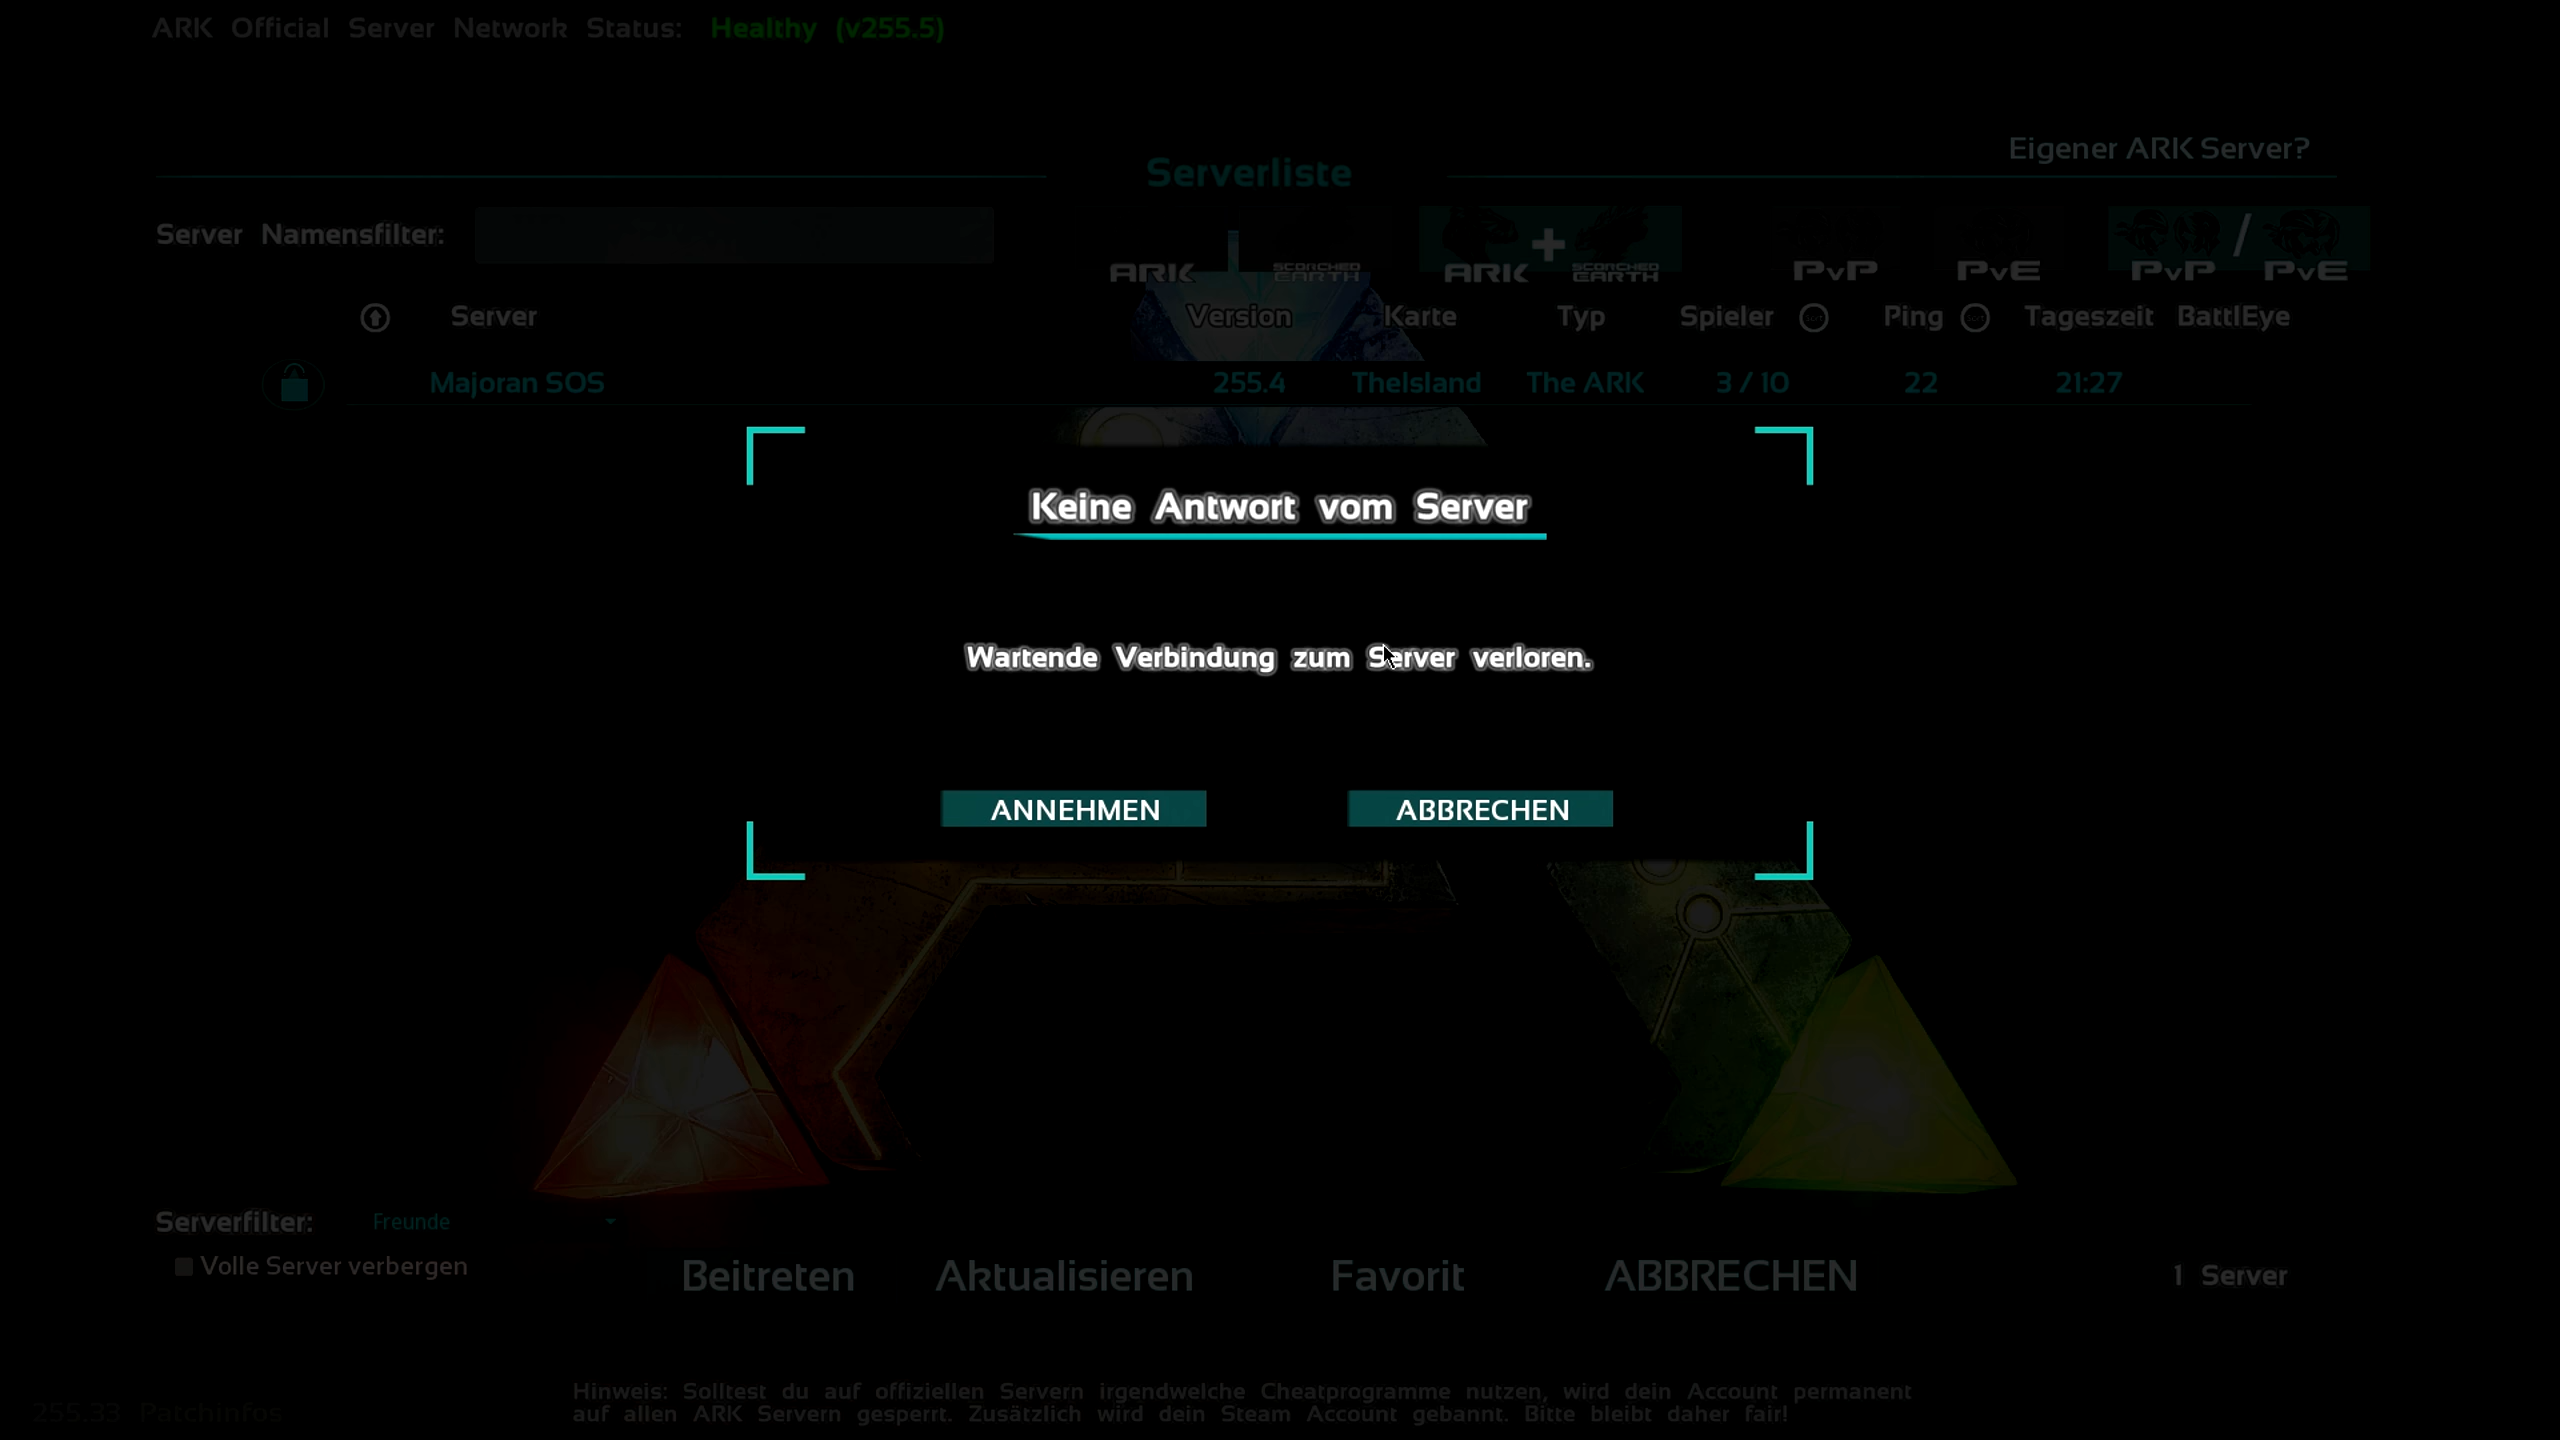 ARK Official Server Network Status: Healthy (v255.5)
Eigener ARK Server?
Serverliste
Server Namensfilter:
ARK SCORCHED EARTH ARK + SCORCHED EARTH PvP PvE PvP / PvE
Server Version Karte Typ Spieler Ping Tageszeit BattlEye
Majoran SOS 255.4 TheIsland The ARK 3 / 10 22 21:27
Keine Antwort vom Server
Wartende Verbindung zum Server verloren.
ANNEHMEN ABBRECHEN
Serverfilter: Freunde
Volle Server verbergen
Beitreten Aktualisieren Favorit ABBRECHEN 1 Server
Hinweis: Solltest du auf offiziellen Servern irgendwelche Cheatprogramme nutzen, wird dein Account permanent
auf allen ARK Servern gesperrt. Zusätzlich wird dein Steam Account gebannt. Bitte bleibt daher fair!
255.33 Patchinfos